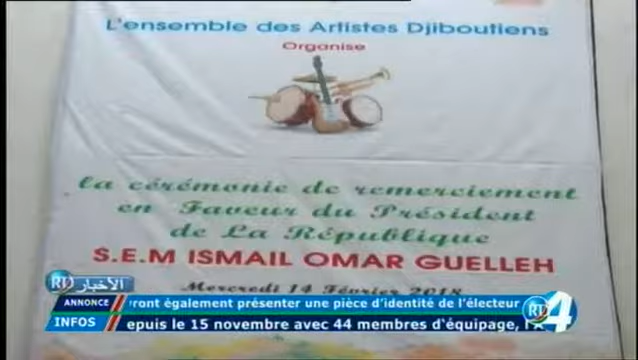 L'ensemble des Artistes Djiboutiens
Organise
la cérémonie de remerciement
en Faveur du Président
de La République
S.E.M ISMAIL OMAR GUELLEH
Mercredi 14 Février 2018
RTD الأخبار
ANNONCE ront également présenter une pièce d'identité de l'électeur
INFOS epuis le 15 novembre avec 44 membres d'équipage,
RTD 4